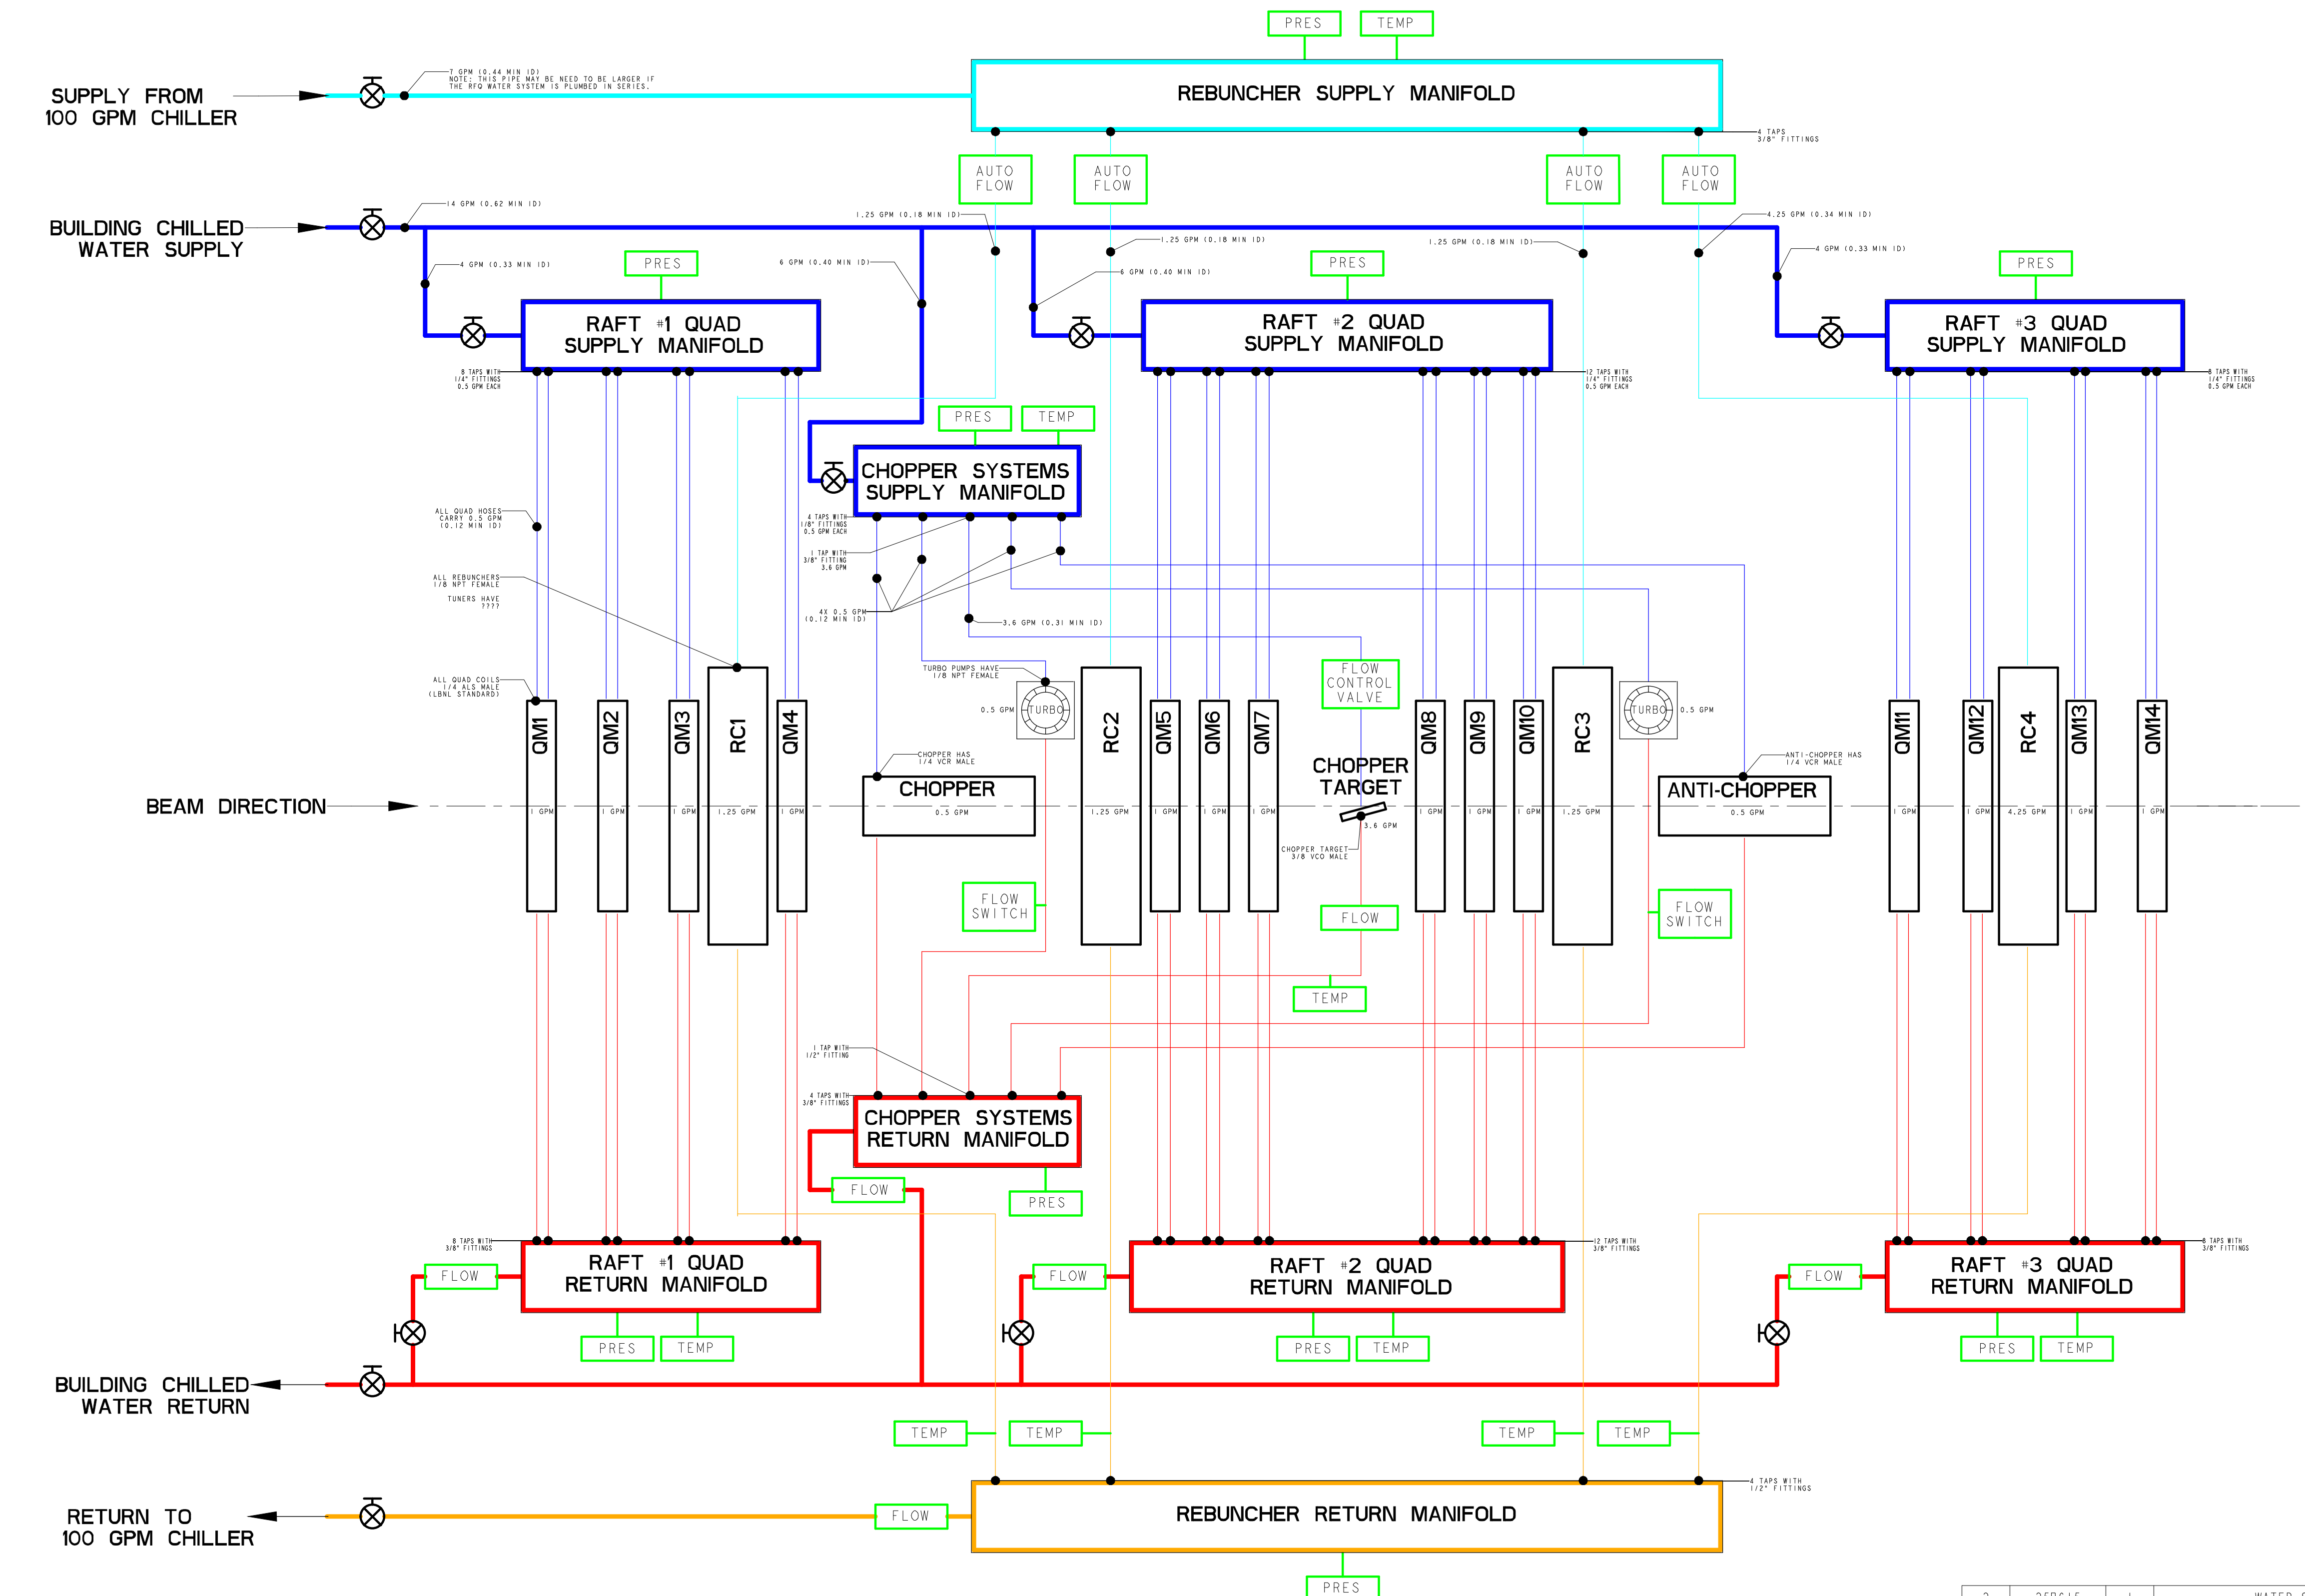 PRES
TEMP
7 GPM (0.44 MIN ID)
NOTE: THIS PIPE MAY BE NEED TO BE LARGER IF
THE RFQ WATER SYSTEM IS PLUMBED IN SERIES.
SUPPLY FROM
100 GPM CHILLER
REBUNCHER SUPPLY MANIFOLD
4 TAPS
3/8" FITTINGS
AUTO
FLOW
AUTO
FLOW
AUTO
FLOW
AUTO
FLOW
14 GPM (0.62 MIN ID)
1.25 GPM (0.18 MIN ID)
4.25 GPM (0.34 MIN ID)
BUILDING CHILLED
WATER SUPPLY
1.25 GPM (0.18 MIN ID)
1.25 GPM (0.18 MIN ID)
4 GPM (0.33 MIN ID)
4 GPM (0.33 MIN ID)
PRES
6 GPM (0.40 MIN ID)
6 GPM (0.40 MIN ID)
PRES
PRES
RAFT #1 QUAD
SUPPLY MANIFOLD
RAFT #2 QUAD
SUPPLY MANIFOLD
RAFT #3 QUAD
SUPPLY MANIFOLD
8 TAPS WITH
1/4" FITTINGS
0.5 GPM EACH
12 TAPS WITH
1/4" FITTINGS
0.5 GPM EACH
8 TAPS WITH
1/4" FITTINGS
0.5 GPM EACH
PRES
TEMP
CHOPPER SYSTEMS
SUPPLY MANIFOLD
ALL QUAD HOSES
CARRY 0.5 GPM
(0.12 MIN ID)
4 TAPS WITH
1/8" FITTINGS
0.5 GPM EACH
1 TAP WITH
3/8" FITTING
3.6 GPM
ALL REBUNCHERS
1/8 NPT FEMALE
TUNERS HAVE
????
4X 0.5 GPM
(0.12 MIN ID)
3.6 GPM (0.31 MIN ID)
ALL QUAD COILS
1/4 ALS MALE
(LBNL STANDARD)
TURBO PUMPS HAVE
1/8 NPT FEMALE
FLOW
CONTROL
VALVE
0.5 GPM
TURBO
TURBO
0.5 GPM
QM1
QM2
QM3
RC1
QM4
RC2
QM5
QM6
QM7
QM8
QM9
QM10
RC3
QM11
QM12
RC4
QM13
QM14
CHOPPER HAS
1/4 VCR MALE
ANTI-CHOPPER HAS
1/4 VCR MALE
CHOPPER
TARGET
CHOPPER
ANTI-CHOPPER
BEAM DIRECTION
1 GPM
1 GPM
1 GPM
1.25 GPM
1 GPM
0.5 GPM
1.25 GPM
1 GPM
1 GPM
1 GPM
1 GPM
1 GPM
1 GPM
1.25 GPM
0.5 GPM
1 GPM
1 GPM
4.25 GPM
1 GPM
1 GPM
3.6 GPM
CHOPPER TARGET
3/8 VCO MALE
FLOW
SWITCH
FLOW
FLOW
SWITCH
TEMP
1 TAP WITH
1/2" FITTING
4 TAPS WITH
3/8" FITTINGS
CHOPPER SYSTEMS
RETURN MANIFOLD
FLOW
PRES
8 TAPS WITH
3/8" FITTINGS
12 TAPS WITH
3/8" FITTINGS
8 TAPS WITH
3/8" FITTINGS
RAFT #1 QUAD
RETURN MANIFOLD
RAFT #2 QUAD
RETURN MANIFOLD
RAFT #3 QUAD
RETURN MANIFOLD
FLOW
FLOW
FLOW
PRES
TEMP
PRES
TEMP
PRES
TEMP
BUILDING CHILLED
WATER RETURN
TEMP
TEMP
TEMP
TEMP
4 TAPS WITH
1/2" FITTINGS
RETURN TO
100 GPM CHILLER
FLOW
REBUNCHER RETURN MANIFOLD
PRES